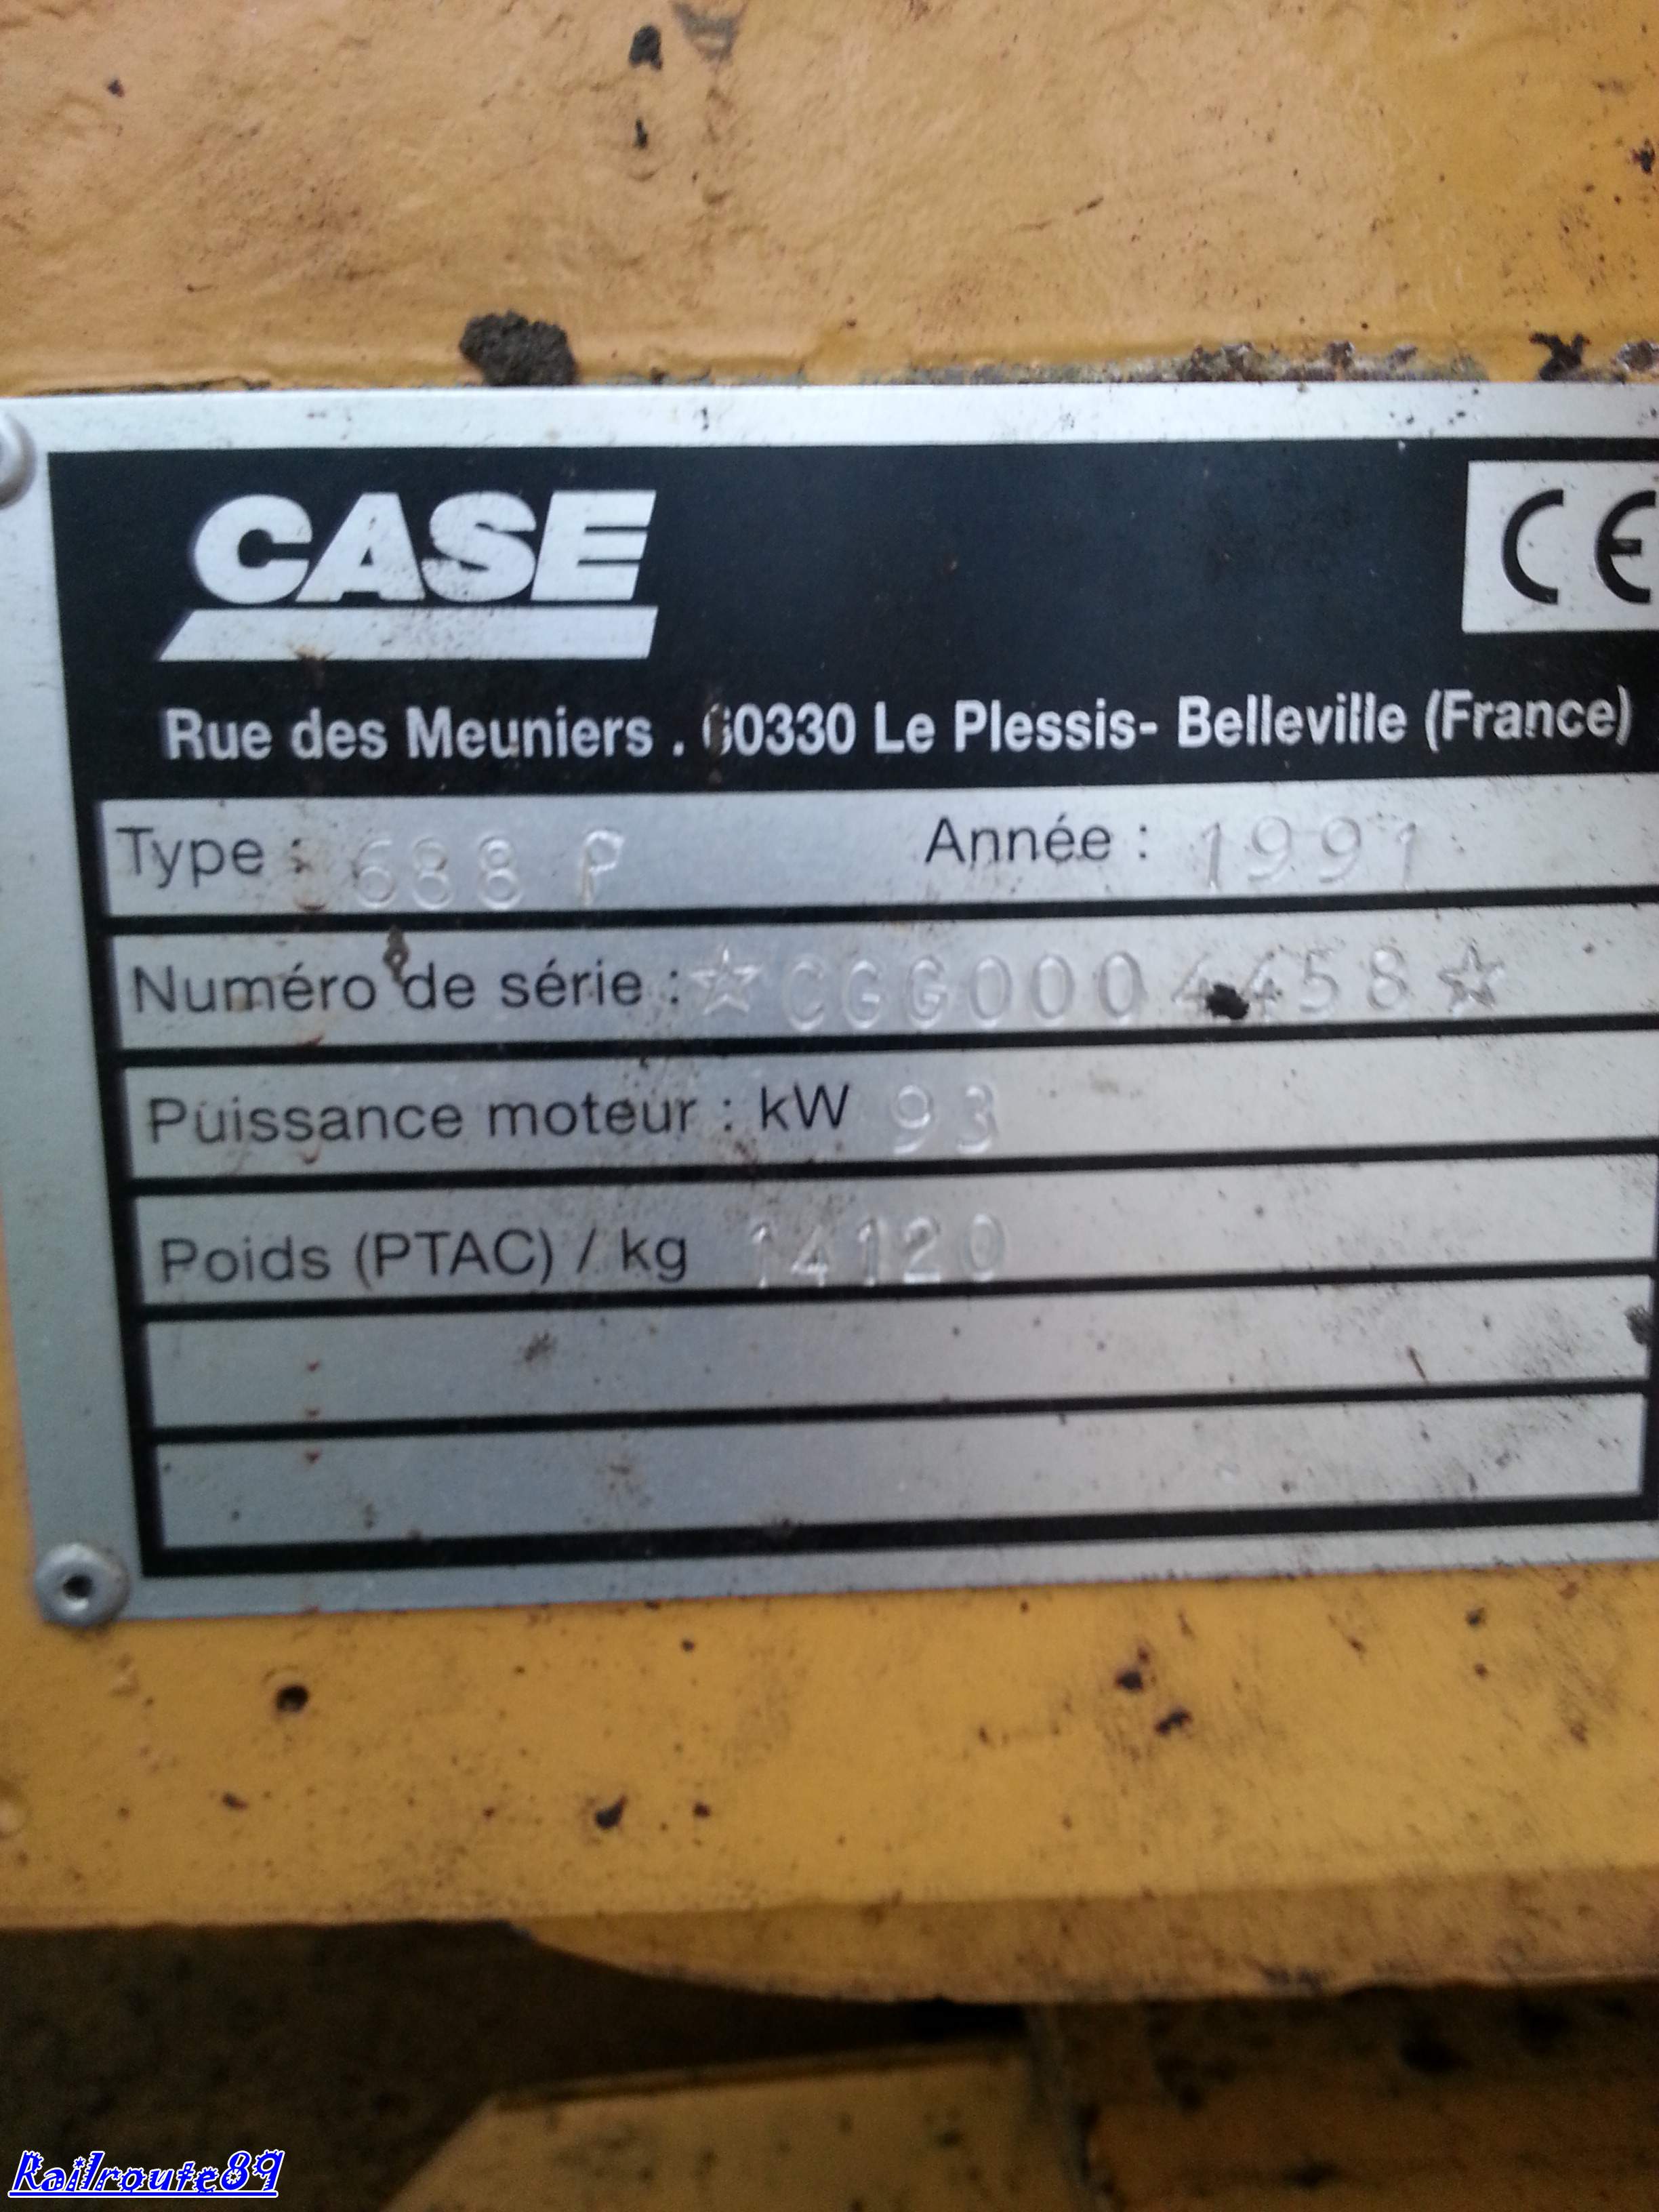 CASE
CE
Rue des Meuniers . 60330 Le Plessis- Belleville (France)
Type : 688 P Année : 1991
Numéro de série : ☆CGG0004458☆
Puissance moteur : kW 93
Poids (PTAC) / kg 14120
Railroute89